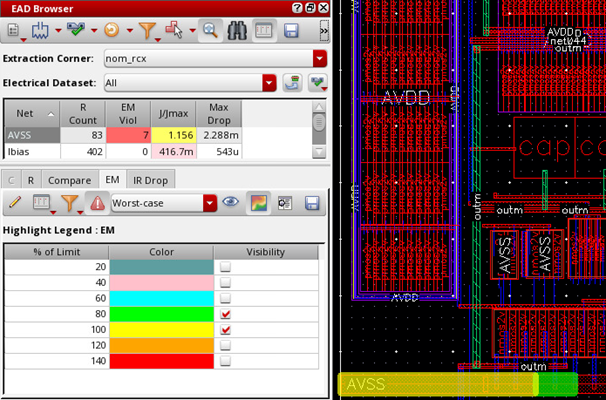 EAD Browser
Extraction Corner: nom_rcx
Electrical Dataset: All
Net R Count EM Viol J/Jmax Max Drop
AVSS 83 7 1.156 2.288m
Ibias 402 0 416.7m 543u
C R Compare EM IR Drop
Worst-case
Highlight Legend : EM
% of Limit Color Visibility
20
40
60
80
100
120
140
AVDD
AVDD
AVDD
AVDD
AVDD
net044
outm
cap
outm
outm
outm
AVSS
AVSS
outm
AVSS